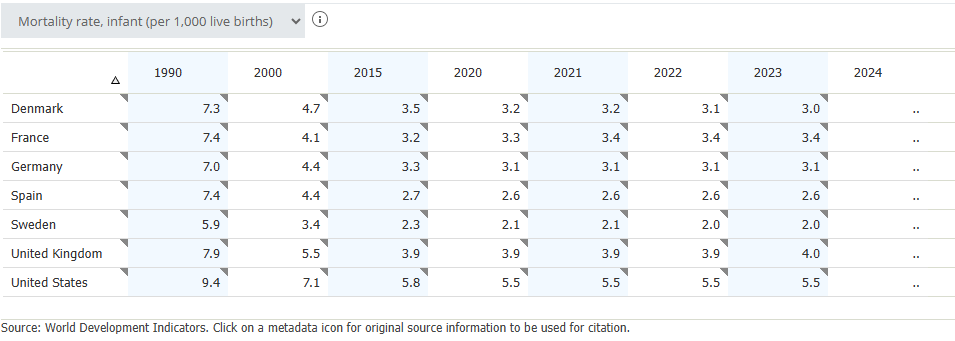 Mortality rate, infant (per 1,000 live births)
1990 2000 2015 2020 2021 2022 2023 2024
Denmark 7.3 4.7 3.5 3.2 3.2 3.1 3.0 ..
France 7.4 4.1 3.2 3.3 3.4 3.4 3.4 ..
Germany 7.0 4.4 3.3 3.1 3.1 3.1 3.1 ..
Spain 7.4 4.4 2.7 2.6 2.6 2.6 2.6 ..
Sweden 5.9 3.4 2.3 2.1 2.1 2.0 2.0 ..
United Kingdom 7.9 5.5 3.9 3.9 3.9 3.9 4.0 ..
United States 9.4 7.1 5.8 5.5 5.5 5.5 5.5 ..
Source: World Development Indicators. Click on a metadata icon for original source information to be used for citation.